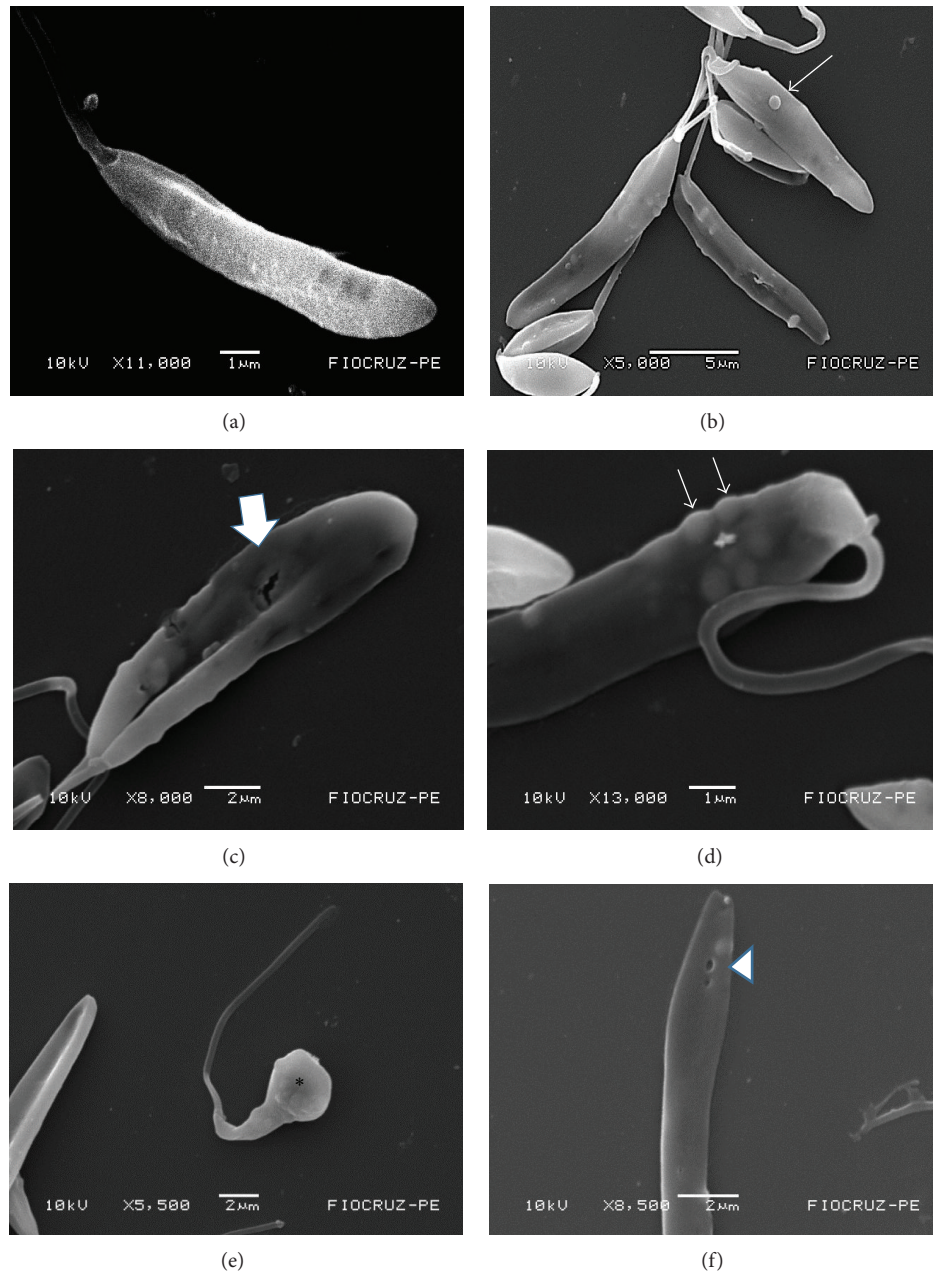 10kV X11,000 1μm FIOCRUZ-PE
(a)
10kV X5,000 5μm FIOCRUZ-PE
(b)
10kV X8,000 2μm FIOCRUZ-PE
(c)
10kV X13,000 1μm FIOCRUZ-PE
(d)
*
10kV X5,500 2μm FIOCRUZ-PE
(e)
10kV X8,500 2μm FIOCRUZ-PE
(f)